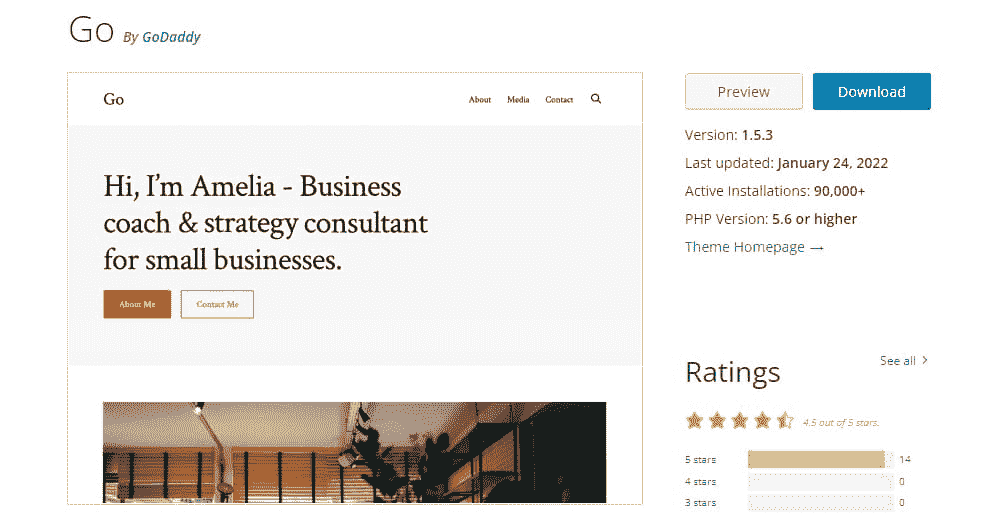 Go By GoDaddy
Go
About Media Contact
Hi, I'm Amelia - Business
coach & strategy consultant
for small businesses.
About Me Contact Me
Preview Download
Version: 1.5.3
Last updated: January 24, 2022
Active Installations: 90,000+
PHP Version: 5.6 or higher
Theme Homepage →
Ratings See all >
4.5 out of 5 stars.
5 stars 14
4 stars 0
3 stars 0